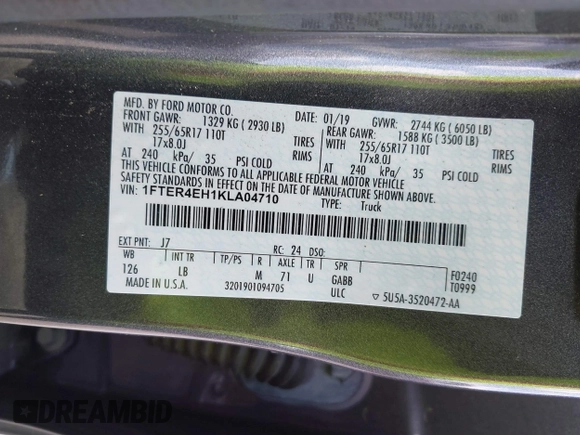 MFD. BY FORD MOTOR CO.
DATE: 01/19 GVWR: 2744 KG ( 6050 LB)
FRONT GAWR: 1329 KG ( 2930 LB) REAR GAWR: 1588 KG ( 3500 LB)
WITH 255/65R17 110T TIRES WITH 255/65R17 110T TIRES
17x8.0J RIMS 17x8.0J RIMS
AT 240 kPa/ 35 PSI COLD AT 240 kPa/ 35 PSI COLD
THIS VEHICLE CONFORMS TO ALL APPLICABLE FEDERAL MOTOR VEHICLE
SAFETY STANDARDS IN EFFECT ON THE DATE OF MANUFACTURE SHOWN ABOVE.
VIN: 1FTER4EH1KLA04710 TYPE: Truck
EXT PNT: J7 RC: 24 DSO:
WB INT TR TP/PS R AXLE TR SPR
126 LB M 71 U GABB F0240
ULC T0999
MADE IN U.S.A. 3201901094705 5U5A-3520472-AA
DREAMBID